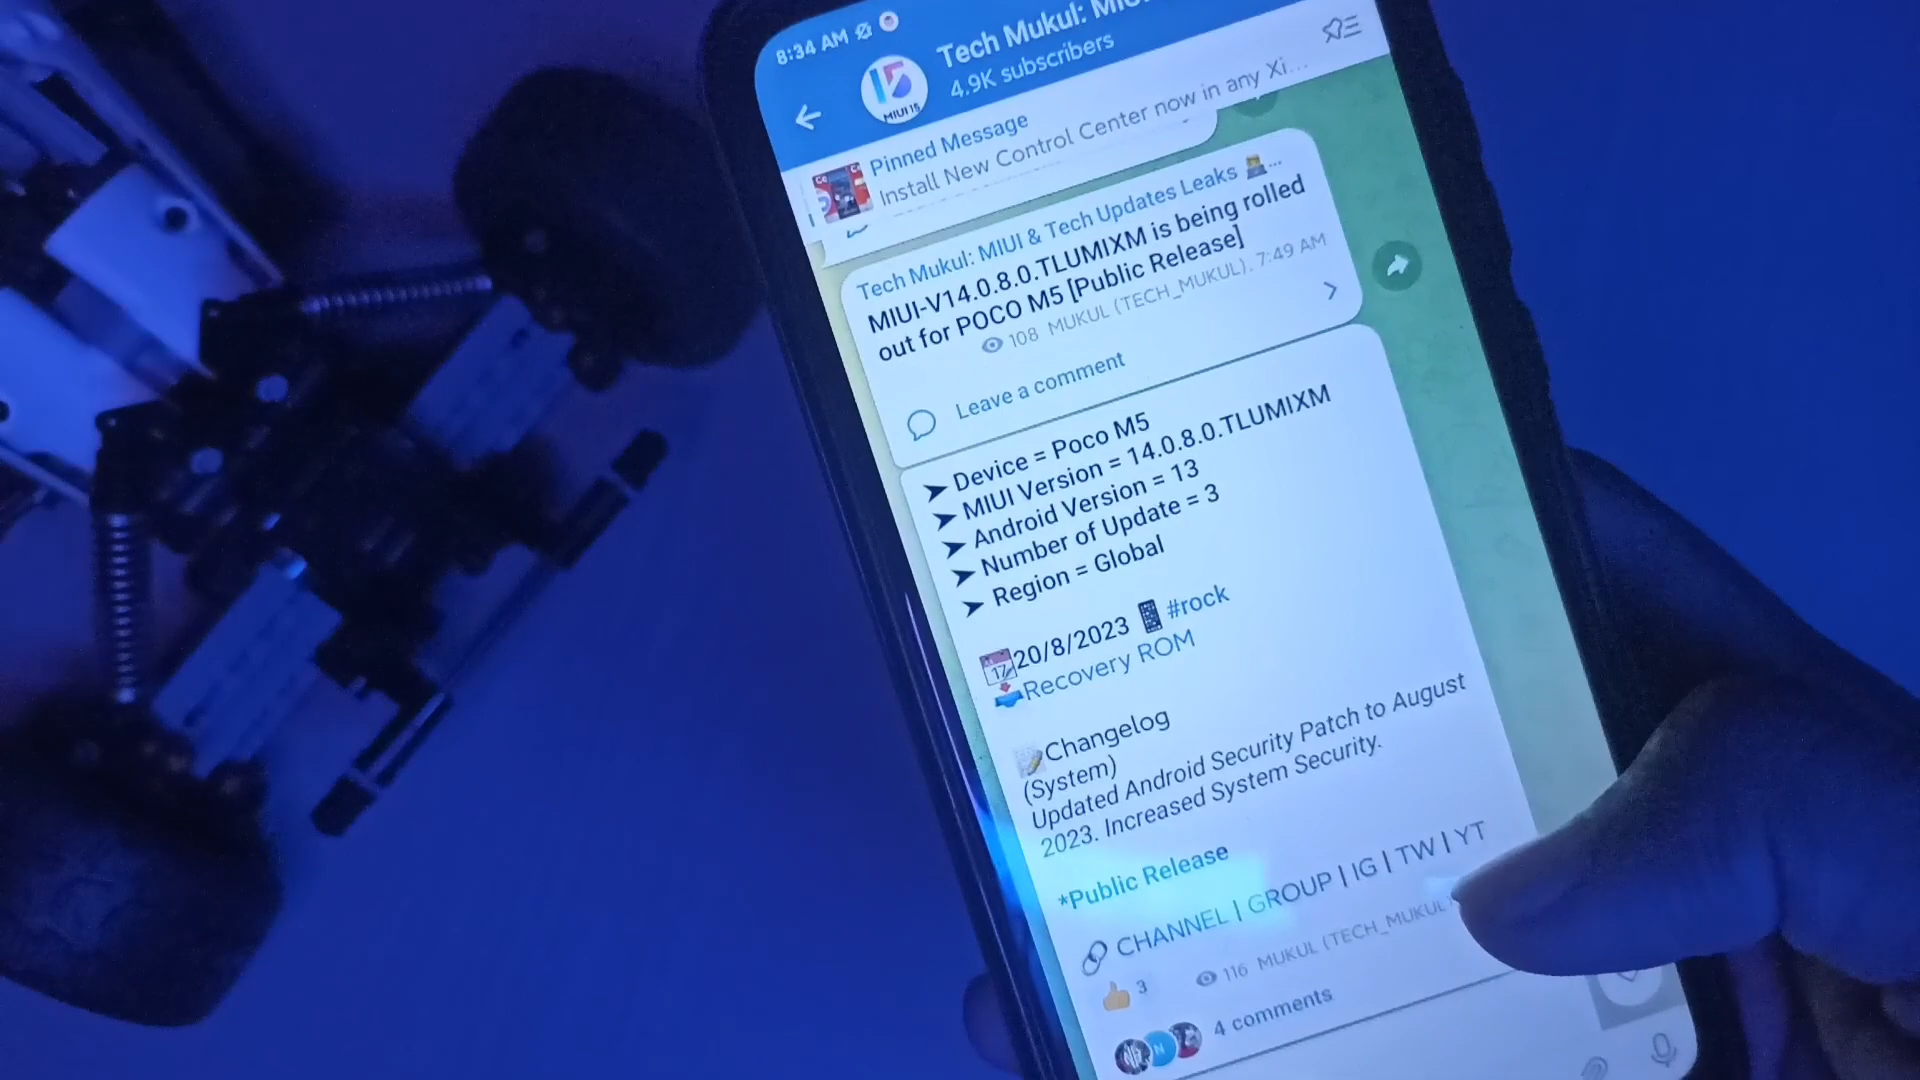 8:34 AM
Tech Mukul:
4.9K subscribers
MIUI 15
Pinned Message
Install New Control Center now in any Xi...
Tech Mukul: MIUI & Tech Updates Leaks 👨‍💻...
MIUI-V14.0.8.0.TLUMIXM is being rolled
out for POCO M5 [Public Release]
108 MUKUL (TECH_MUKUL), 7:49 AM
Leave a comment
➤ Device = Poco M5
➤ MIUI Version = 14.0.8.0.TLUMIXM
➤ Android Version = 13
➤ Number of Update = 3
➤ Region = Global
📆20/8/2023 📱#rock
📥Recovery ROM
📝Changelog
(System)
Updated Android Security Patch to August
2023. Increased System Security.
*Public Release
🔗 CHANNEL | GROUP | IG | TW | YT
116 MUKUL (TECH_MUKUL)
👍 3
N
4 comments